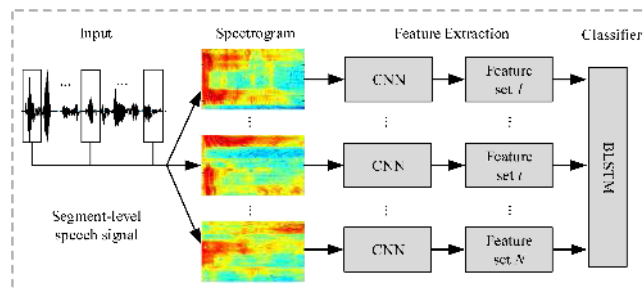 Input
Spectrogram
Feature Extraction
Classifier
... ...
CNN
Feature
set 1
⋮
⋮
⋮
CNN
Feature
set t
BLSTM
Segment-level
speech signal
⋮
⋮
⋮
CNN
Feature
set N